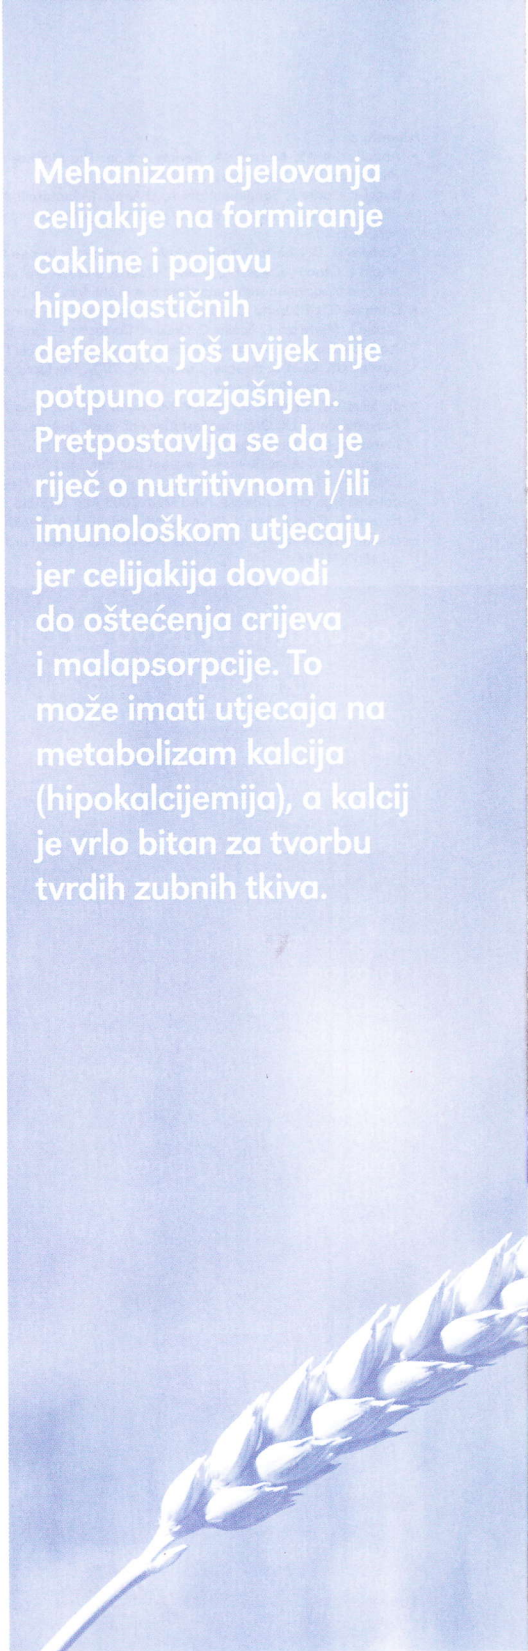 Mehanizam djelovanja
celijakije na formiranje
cakline i pojavu
hipoplastičnih
defekata još uvijek nije
potpuno razjašnjen.
Pretpostavlja se da je
riječ o nutritivnom i/ili
imunološkom utjecaju,
jer celijakija dovodi
do oštećenja crijeva
i malapsorpcije. To
može imati utjecaja na
metabolizam kalcija
(hipokalcijemija), a kalcij
je vrlo bitan za tvorbu
tvrdih zubnih tkiva.